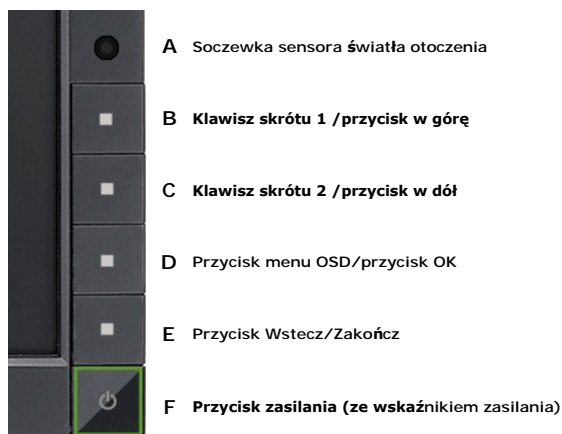 A Soczewka sensora światła otoczenia
B Klawisz skrótu 1 /przycisk w górę
C Klawisz skrótu 2 /przycisk w dół
D Przycisk menu OSD/przycisk OK
E Przycisk Wstecz/Zakończ
F Przycisk zasilania (ze wskaźnikiem zasilania)